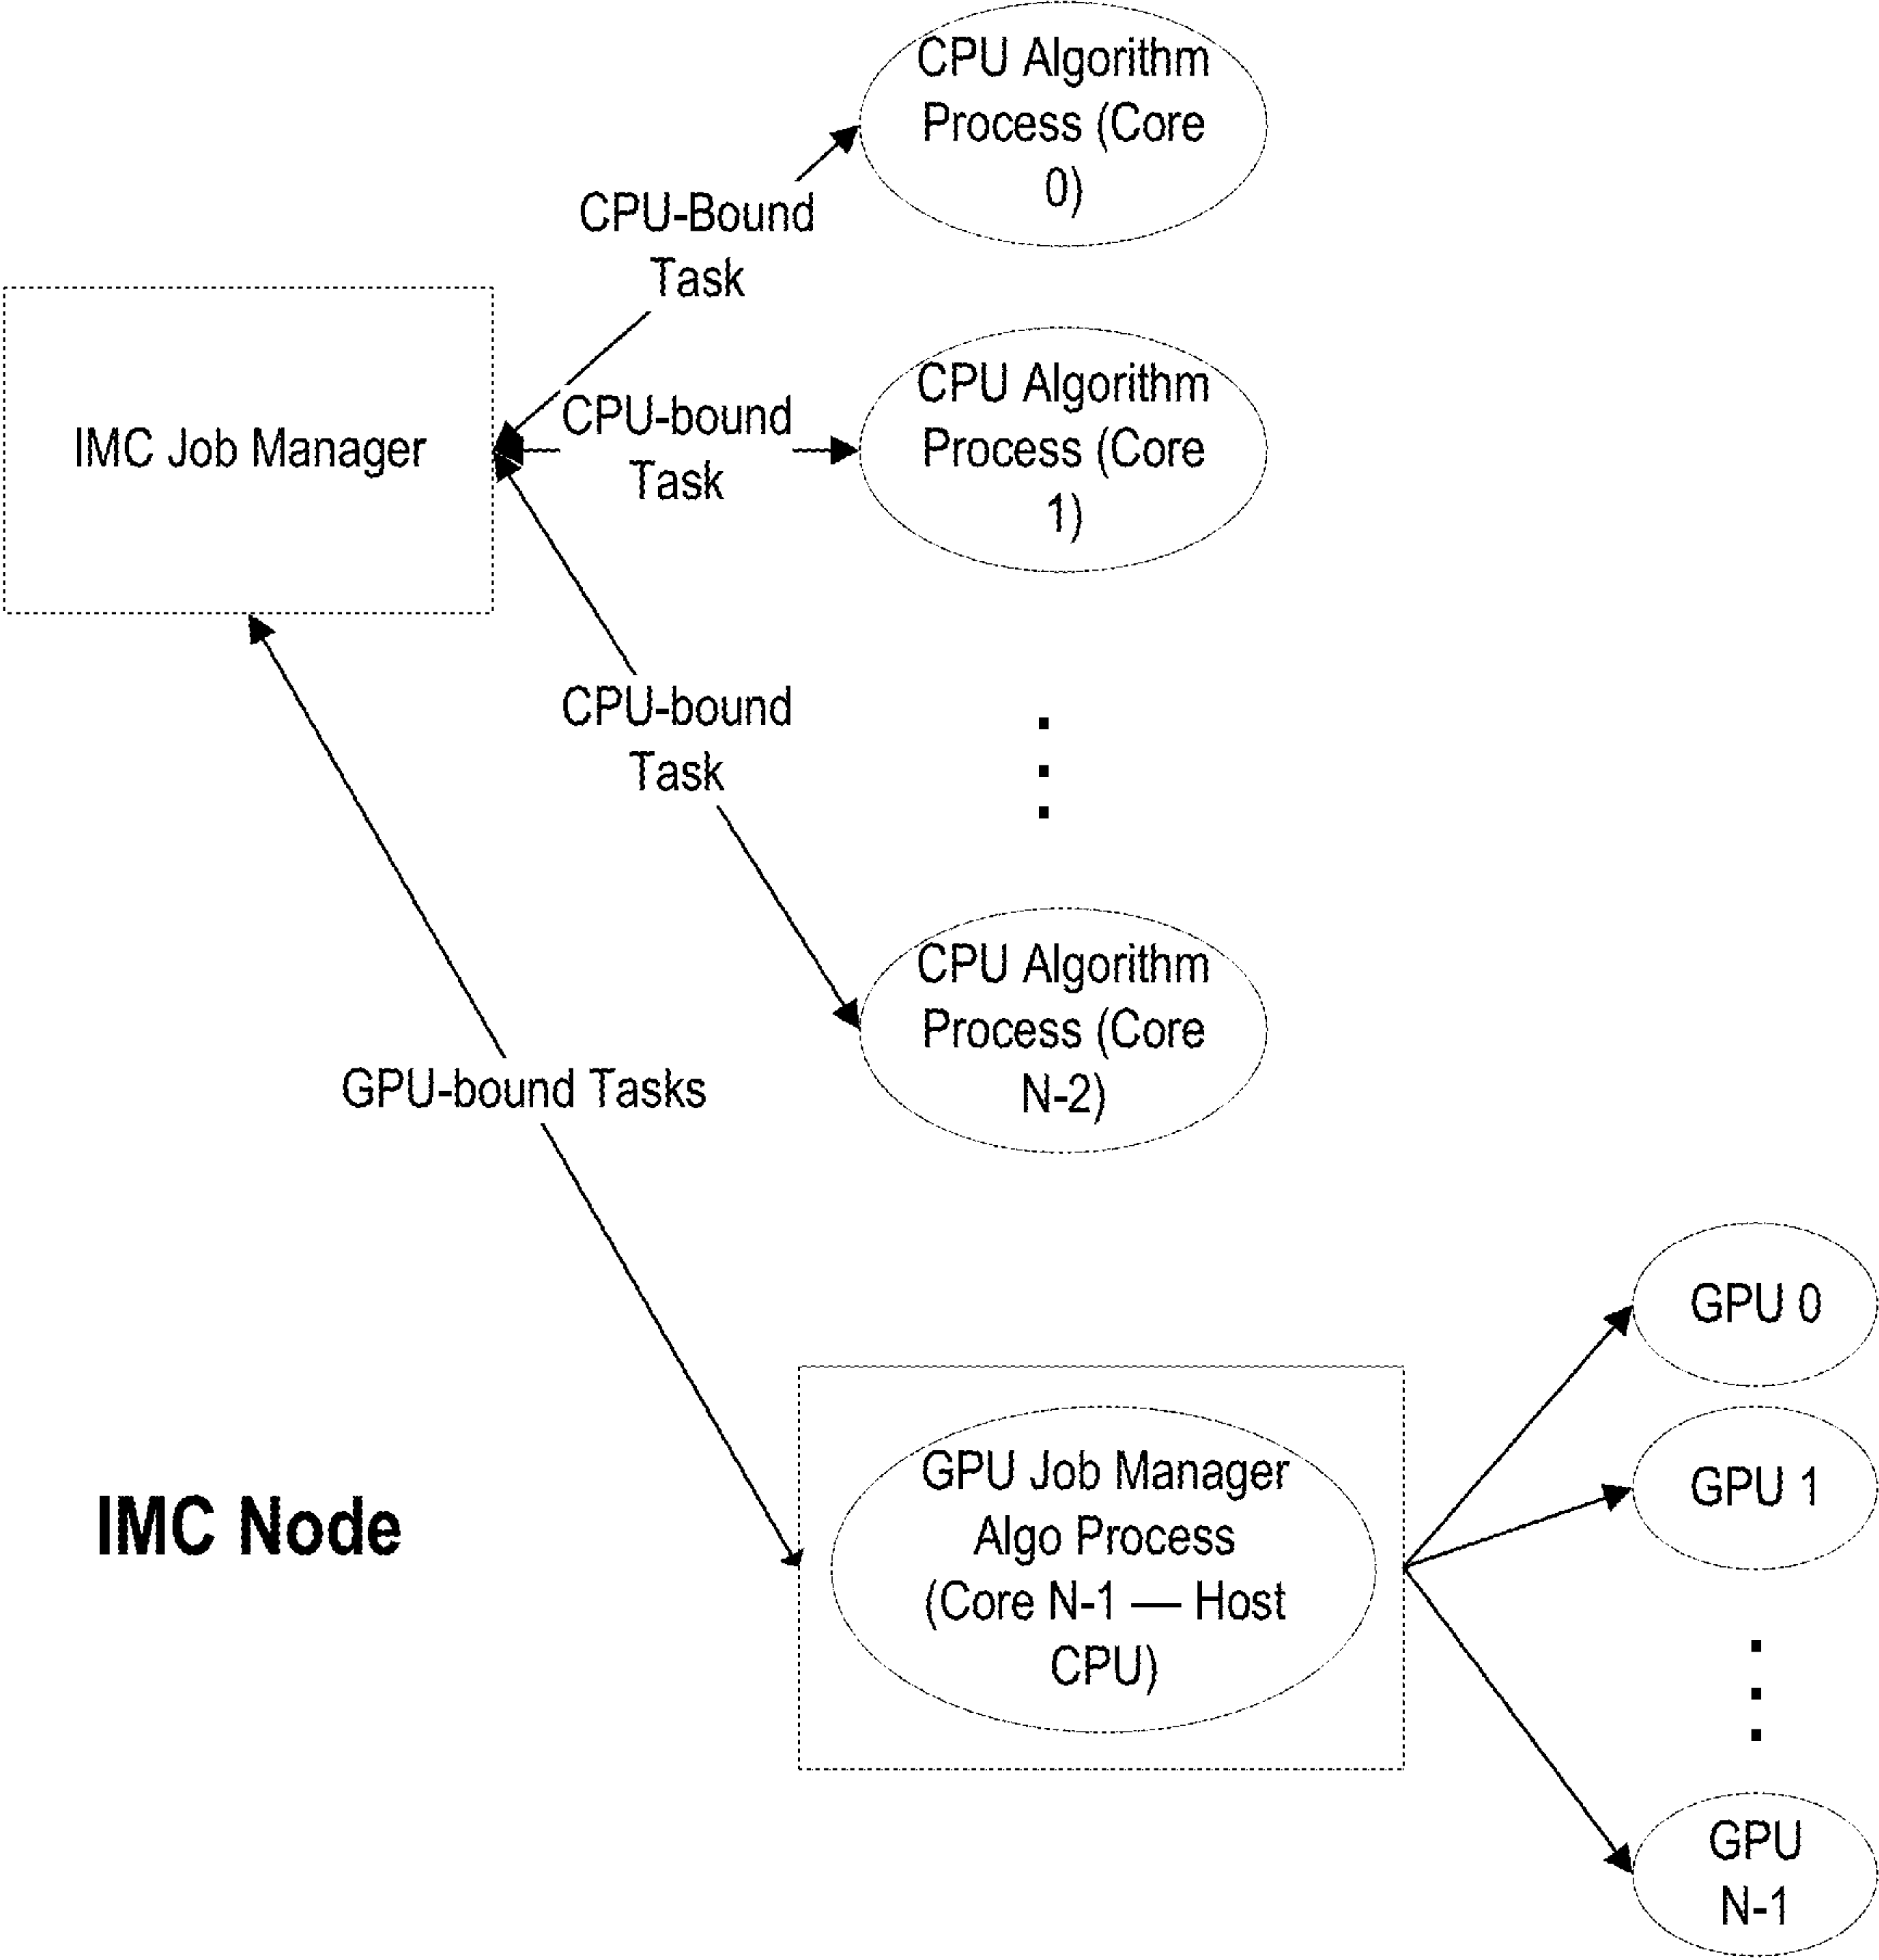 CPU Algorithm
Process (Core
0)
CPU-Bound
Task
IMC Job Manager
CPU-bound
Task
CPU Algorithm
Process (Core
1)
CPU-bound
Task
CPU Algorithm
Process (Core
N-2)
GPU-bound Tasks
GPU 0
GPU 1
GPU Job Manager
Algo Process
(Core N-1 — Host
CPU)
IMC Node
GPU
N-1